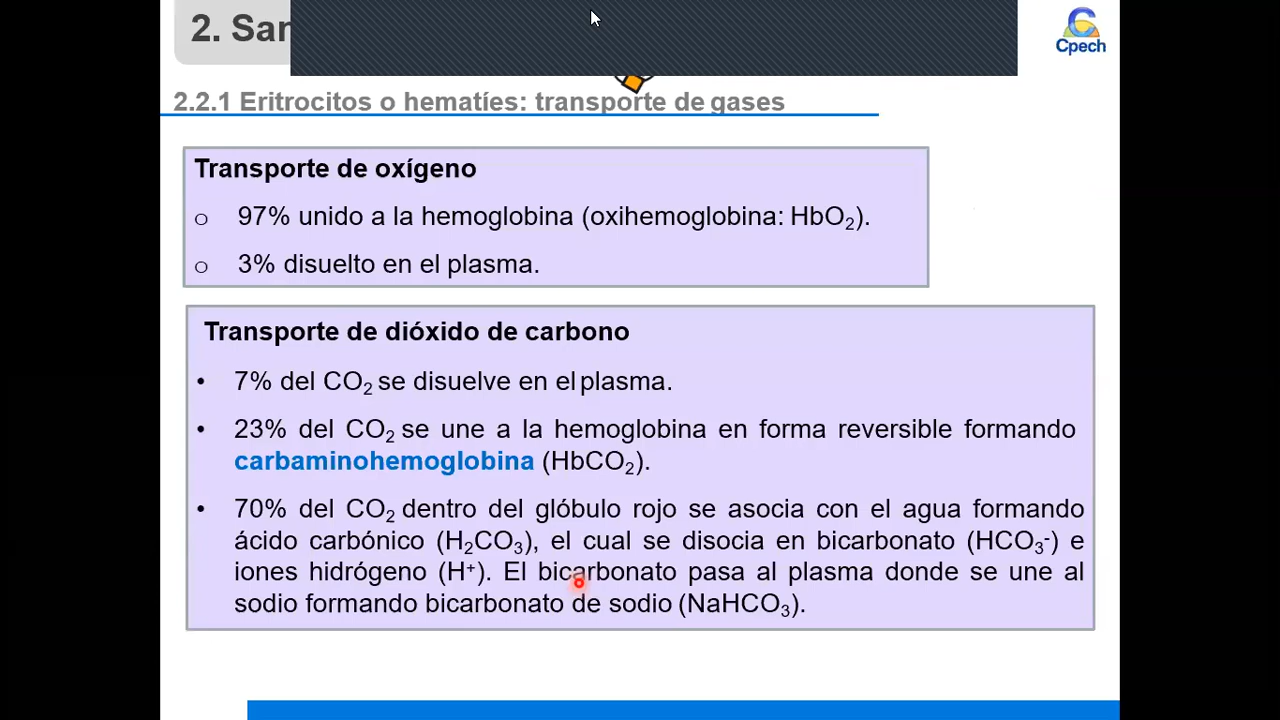 2. San
Cpech
2.2.1 Eritrocitos o hematíes: transporte de gases
Transporte de oxígeno
o 97% unido a la hemoglobina (oxihemoglobina: HbO₂).
o 3% disuelto en el plasma.
Transporte de dióxido de carbono
• 7% del CO₂ se disuelve en el plasma.
• 23% del CO₂ se une a la hemoglobina en forma reversible formando
carbaminohemoglobina (HbCO₂).
• 70% del CO₂ dentro del glóbulo rojo se asocia con el agua formando
ácido carbónico (H₂CO₃), el cual se disocia en bicarbonato (HCO₃⁻) e
iones hidrógeno (H⁺). El bicarbonato pasa al plasma donde se une al
sodio formando bicarbonato de sodio (NaHCO₃).